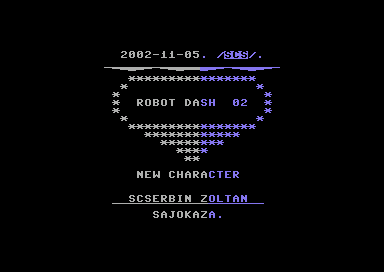 2002-11-05. /SCS/.
ROBOT DASH 02
NEW CHARACTER
SCSERBIN ZOLTAN
SAJOKAZA.